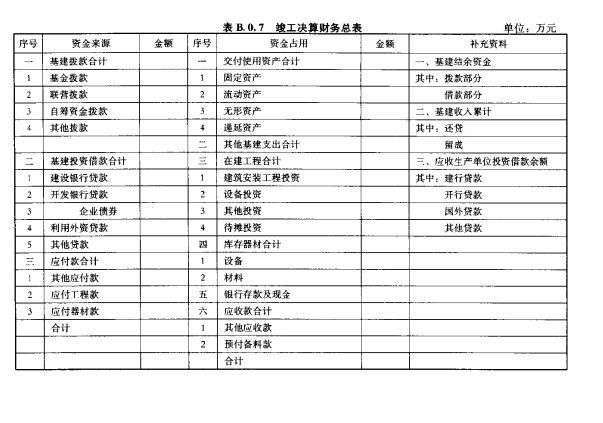 表 B.0.7 竣工决算财务总表 单位：万元
序号 资金来源 金额 序号 资金占用 金额 补充资料
一 基建拨款合计 一 交付使用资产合计 一、基建结余资金
1 基金拨款 1 固定资产 其中：拨款部分
2 联营拨款 2 流动资产 借款部分
3 自筹资金拨款 3 无形资产 二、基建收入累计
4 其他拨款 4 递延资产 其中：还贷
二 其他基建支出合计 留成
二 基建投资借款合计 三 在建工程合计 三、应收生产单位投资借款余额
1 建设银行贷款 1 建筑安装工程投资 其中：建行贷款
2 开发银行贷款 2 设备投资 开行贷款
3 企业债券 3 其他投资 国外贷款
4 利用外资贷款 4 待摊投资 其他贷款
5 其他贷款 四 库存器材合计
三 应付款合计 1 设备
1 其他应付款 2 材料
2 应付工程款 五 银行存款及现金
3 应付器材款 六 应收款合计
合计 1 其他应收款
2 预付备料款
合计